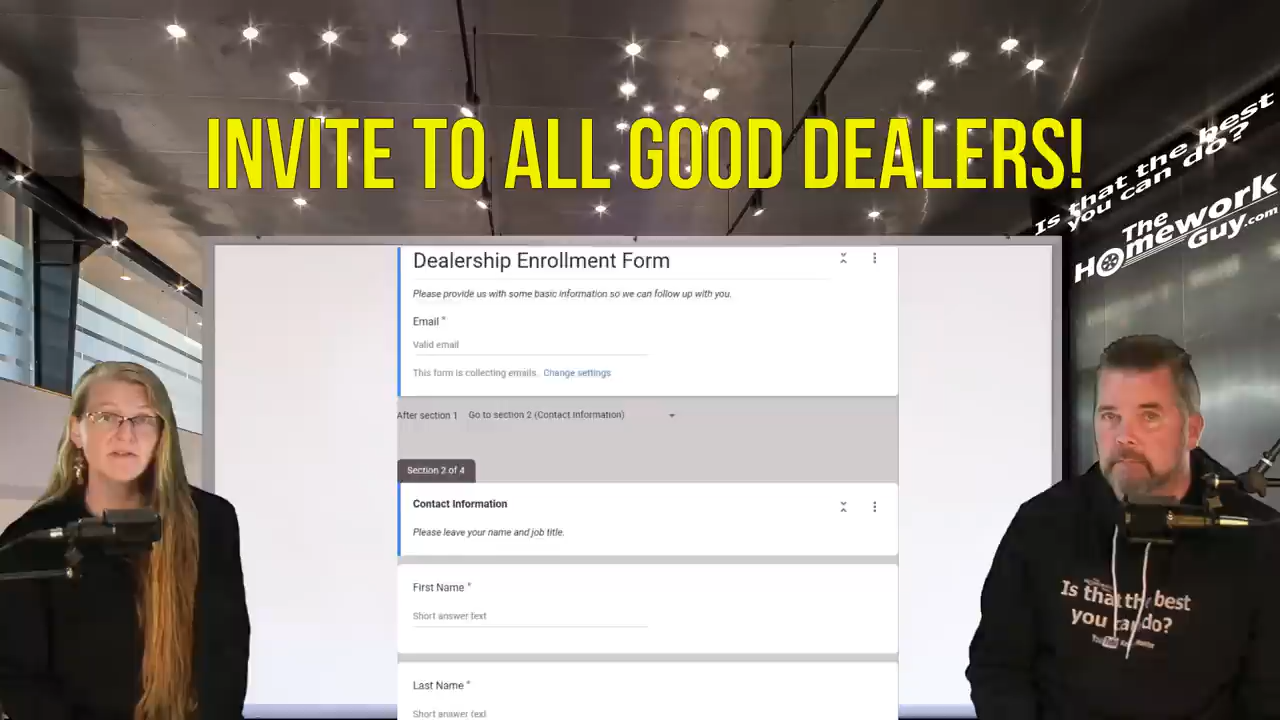 INVITE TO ALL GOOD DEALERS!
Is that the best
you can do?
The
Homework
Guy.com
Dealership Enrollment Form
Please provide us with some basic information so we can follow up with you.
Email *
Valid email
This form is collecting emails. Change settings
After section 1 Go to section 2 (Contact Information)
Section 2 of 4
Contact Information
Please leave your name and job title.
First Name *
Short answer text
Last Name *
Short answer text
Is that the best
you can do?